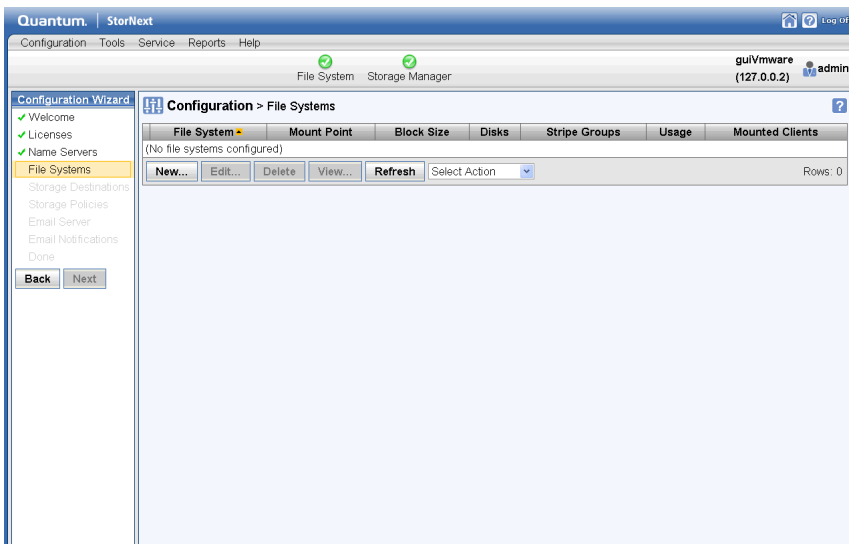 Quantum. | StorNext
Log Of
Configuration Tools Service Reports Help
File System Storage Manager
guiVmware
(127.0.0.2)
admin
Configuration Wizard
Welcome
Licenses
Name Servers
File Systems
Storage Destinations
Storage Policies
Email Server
Email Notifications
Done
Back Next
Configuration > File Systems
?
File System Mount Point Block Size Disks Stripe Groups Usage Mounted Clients
(No file systems configured)
New... Edit... Delete View... Refresh Select Action Rows: 0